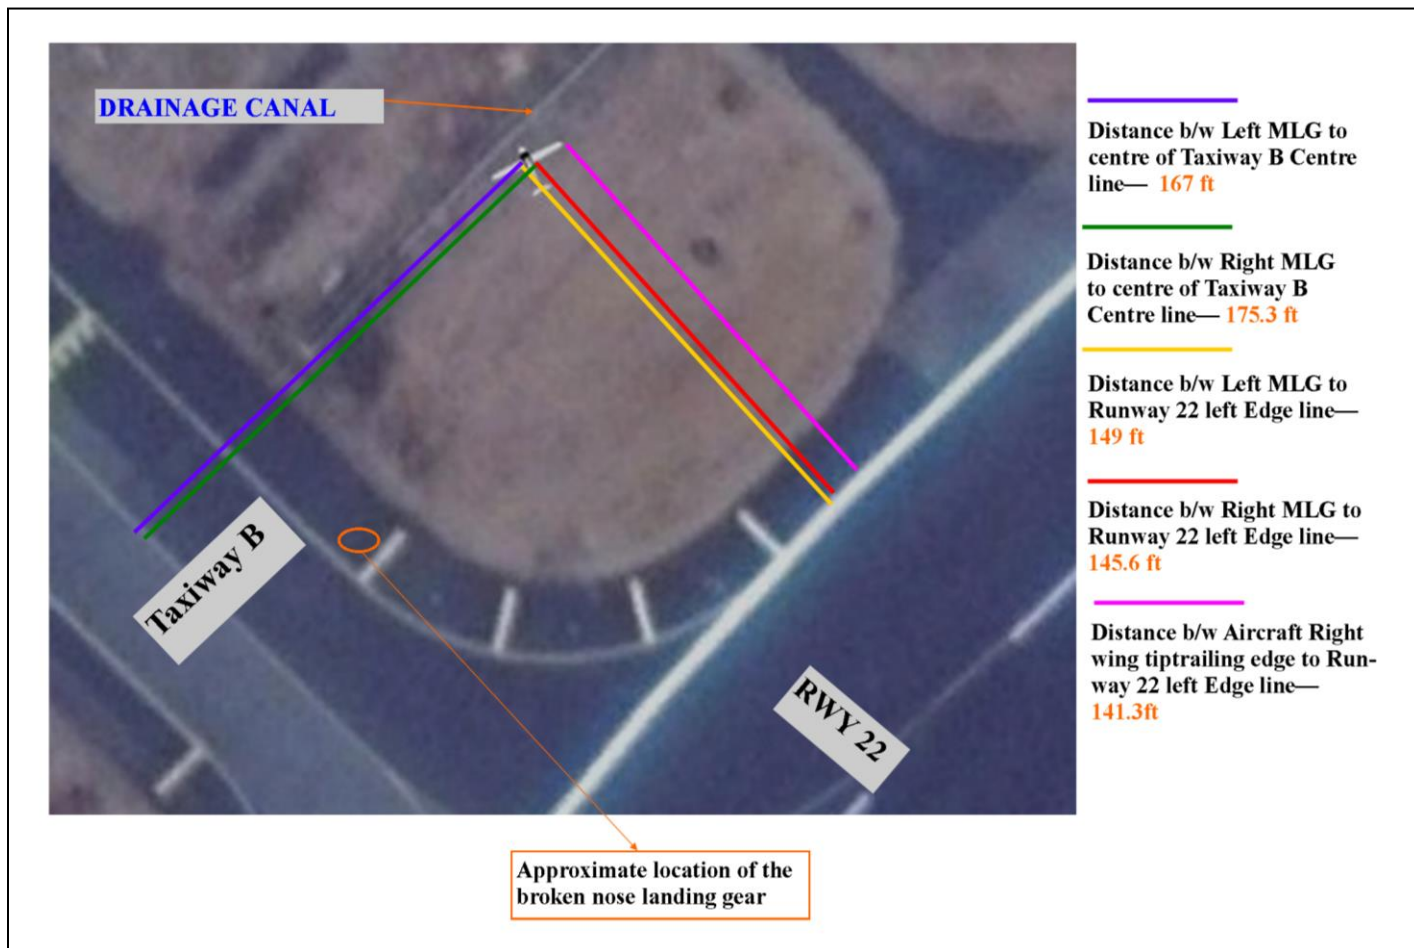 DRAINAGE CANAL
Distance b/w Left MLG to
centre of Taxiway B Centre
line— 167 ft
Distance b/w Right MLG
to centre of Taxiway B
Centre line— 175.3 ft
Distance b/w Left MLG to
Runway 22 left Edge line—
149 ft
Distance b/w Right MLG to
Runway 22 left Edge line—
145.6 ft
Distance b/w Aircraft Right
wing tiptrailing edge to Run-
way 22 left Edge line—
141.3ft
Taxiway B
RWY 22
Approximate location of the
broken nose landing gear